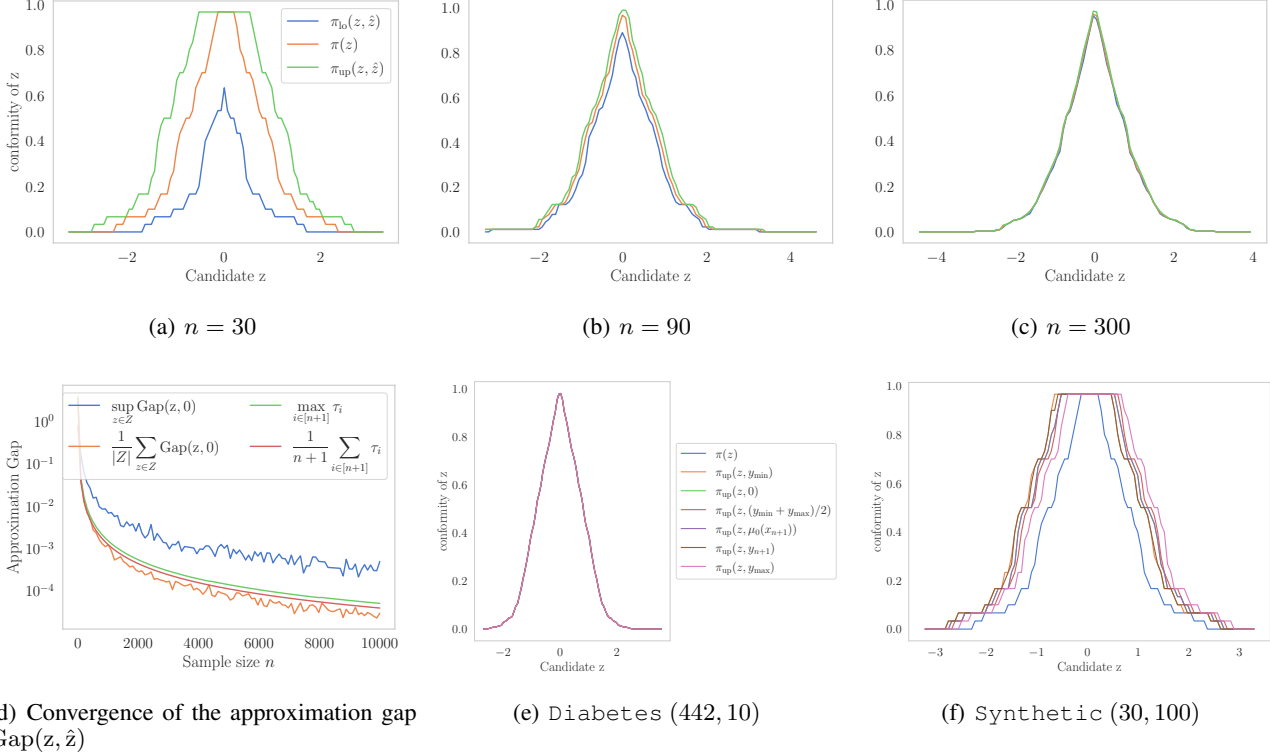 1.0
0.8
0.6
0.4
0.2
0.0
conformity of z
π_lo(z, ẑ)
π(z)
π_up(z, ẑ)
−2 0 2
Candidate z
(a) n = 30
1.0
0.8
0.6
0.4
0.2
0.0
−2 0 2 4
Candidate z
(b) n = 90
1.0
0.8
0.6
0.4
0.2
0.0
−4 −2 0 2 4
Candidate z
(c) n = 300
10^0
10^−1
10^−2
10^−3
10^−4
Approximation Gap
sup_{z∈Z} Gap(z, 0)
1/|Z| ∑_{z∈Z} Gap(z, 0)
max_{i∈[n+1]} τ_i
1/(n + 1) ∑_{i∈[n+1]} τ_i
0 2000 4000 6000 8000 10000
Sample size n
d) Convergence of the approximation gap
Gap(z, ẑ)
1.0
0.8
0.6
0.4
0.2
0.0
conformity of z
−2 0 2
Candidate z
π(z)
π_up(z, y_min)
π_up(z, 0)
π_up(z, (y_min + y_max)/2)
π_up(z, μ_0(x_{n+1}))
π_up(z, y_{n+1})
π_up(z, y_max)
(e) Diabetes (442, 10)
1.0
0.8
0.6
0.4
0.2
0.0
conformity of z
−3 −2 −1 0 1 2 3
Candidate z
(f) Synthetic (30, 100)